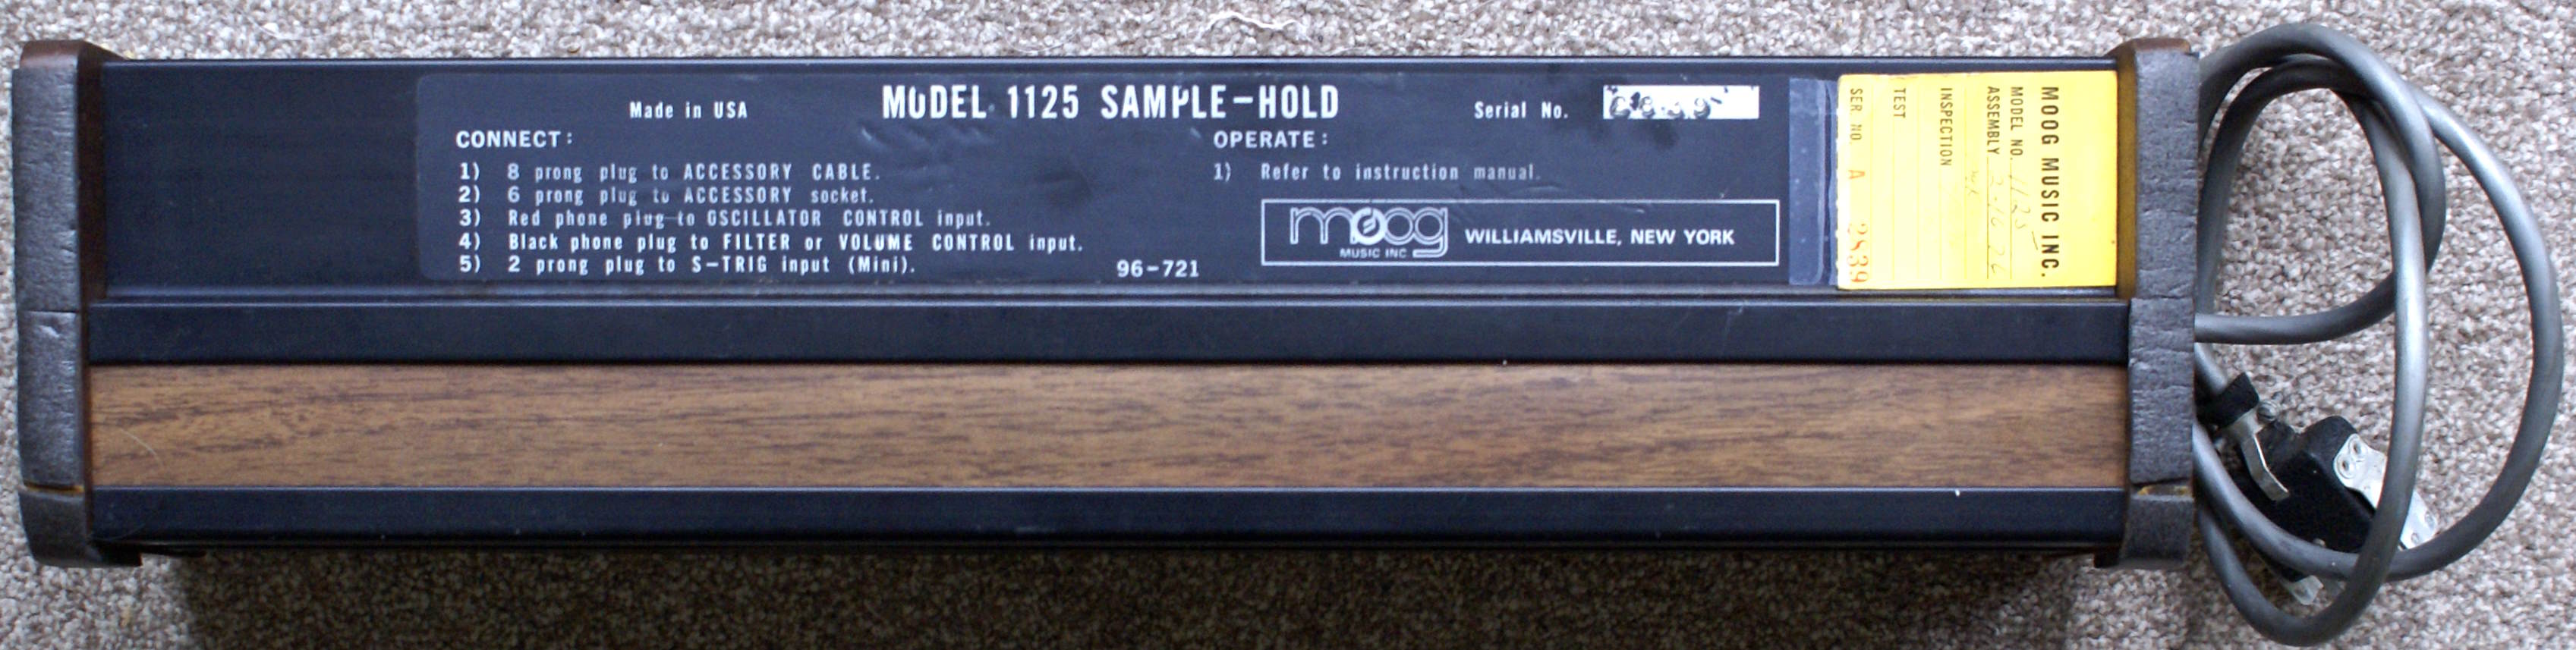 Made in USA
MODEL 1125 SAMPLE-HOLD
Serial No.
CONNECT:
1) 8 prong plug to ACCESSORY CABLE.
2) 6 prong plug to ACCESSORY socket.
3) Red phone plug to OSCILLATOR CONTROL input.
4) Black phone plug to FILTER or VOLUME CONTROL input.
5) 2 prong plug to S-TRIG input (Mini).
96-721
OPERATE:
1) Refer to instruction manual.
moog
MUSIC INC
WILLIAMSVILLE, NEW YORK
MOOG MUSIC INC.
MODEL NO. 1125
ASSEMBLY
INSPECTION
TEST
SER. NO. A 2839